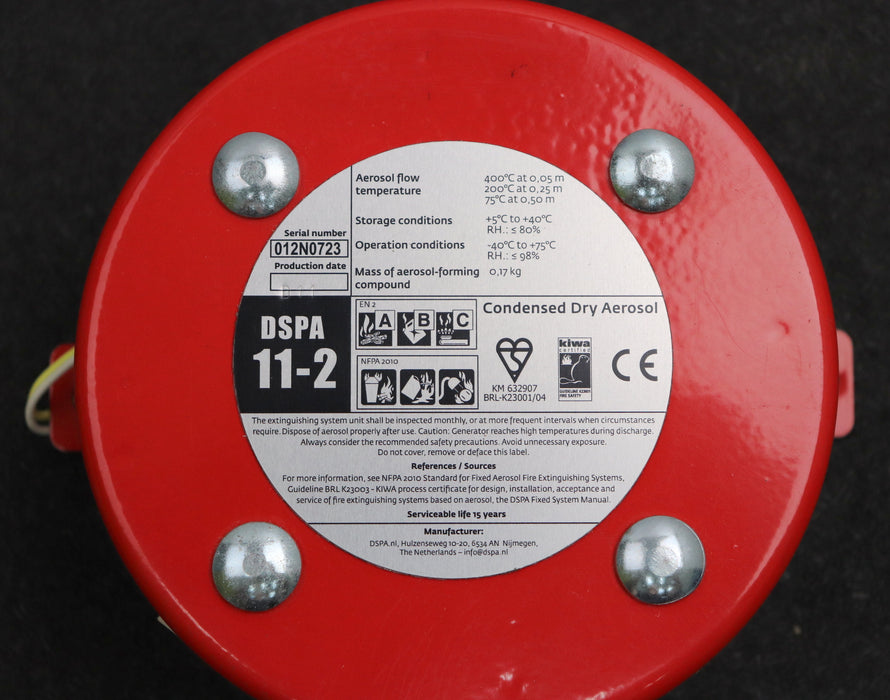 Aerosol flow
temperature
400°C at 0,05 m
200°C at 0,25 m
75°C at 0,50 m
Storage conditions
+5°C to +40°C
RH.: ≤ 80%
Operation conditions
-40°C to +75°C
RH.: ≤ 98%
Mass of aerosol-forming
compound
0,17 kg
Serial number
012N0723
Production date
DSPA
11-2
EN 2
A B C
NFPA 2010
Condensed Dry Aerosol
KM 632907
BRL-K23001/04
kiwa
certified
GUIDELINE K23003
FIRE SAFETY
CE
The extinguishing system unit shall be inspected monthly, or at more frequent intervals when circumstances
require. Dispose of aerosol properly after use. Caution: Generator reaches high temperatures during discharge.
Always consider the recommended safety precautions. Avoid unnecessary exposure.
Do not cover, remove or deface this label.
References / Sources
For more information, see NFPA 2010 Standard for Fixed Aerosol Fire Extinguishing Systems,
Guideline BRL K23003 - KIWA process certificate for design, installation, acceptance and
service of fire extinguishing systems based on aerosol, the DSPA Fixed System Manual.
Serviceable life 15 years
Manufacturer:
DSPA.nl, Hulzenseweg 10-20, 6534 AN Nijmegen,
The Netherlands – info@dspa.nl